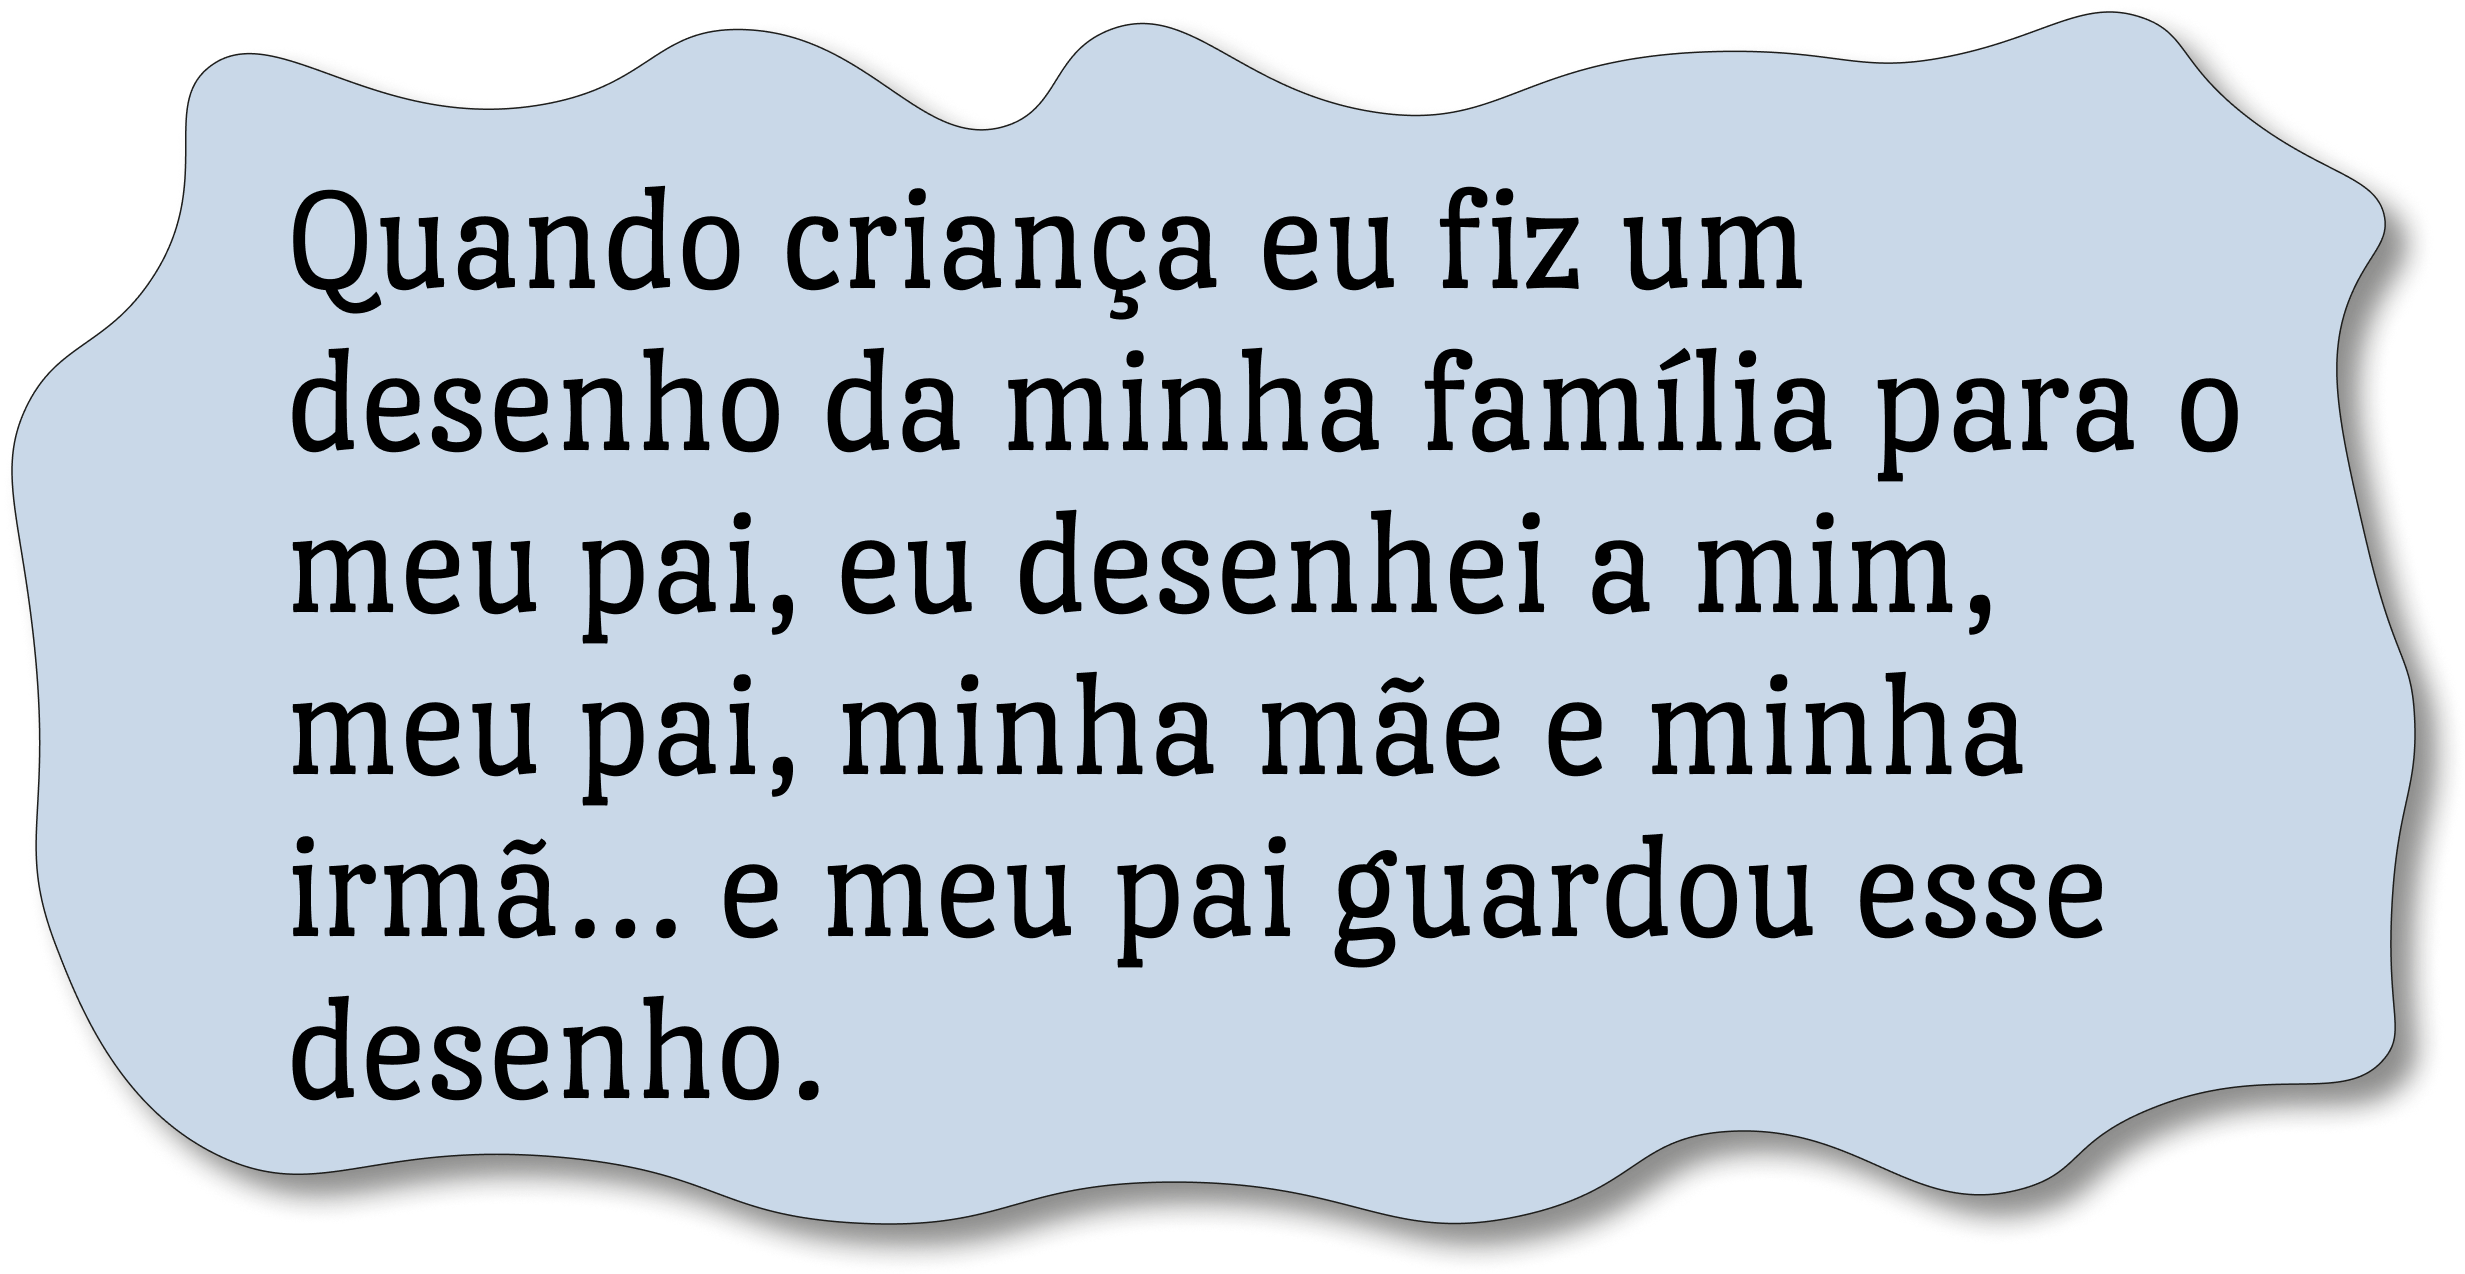 Quando criança eu fiz um
desenho da minha família para o
meu pai, eu desenhei a mim,
meu pai, minha mãe e minha
irmã... e meu pai guardou esse
desenho.